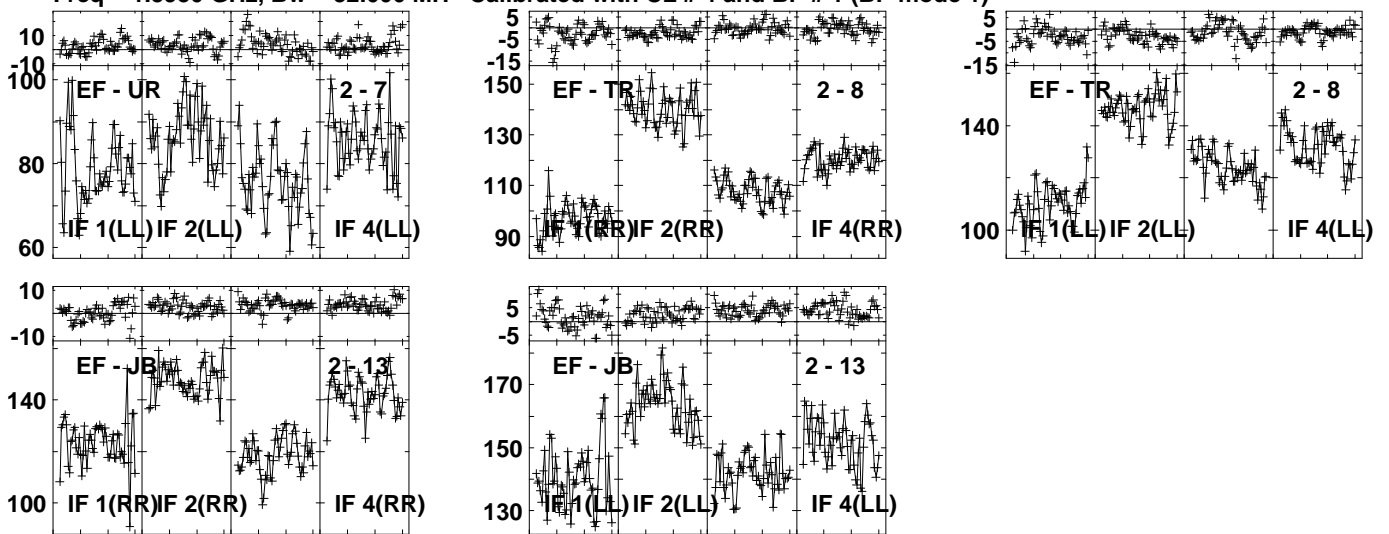 Calibrated with CL # and BP # (BP mode
10
-10
100
80
60
EF - UR 2 - 7
IF 1(LL) IF 2(LL) IF 4(LL)
5
-5
-15
150
130
110
90
EF - TR 2 - 8
IF 1(RR) IF 2(RR) IF 4(RR)
5
-5
-15
140
100
EF - TR 2 - 8
IF 1(LL) IF 2(LL) IF 4(LL)
10
-10
140
100
EF - JB 2 - 13
IF 1(RR) IF 2(RR) IF 4(RR)
5
-5
170
150
130
EF - JB 2 - 13
IF 1(LL) IF 2(LL) IF 4(LL)